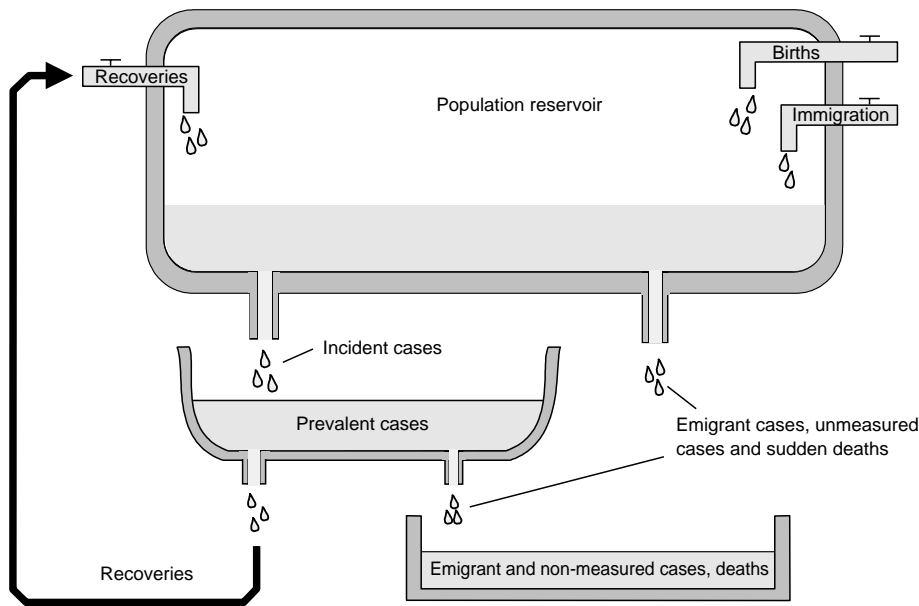 Births
Recoveries
Population reservoir
Immigration
Incident cases
Prevalent cases
Emigrant cases, unmeasured
cases and sudden deaths
Emigrant and non-measured cases, deaths
Recoveries